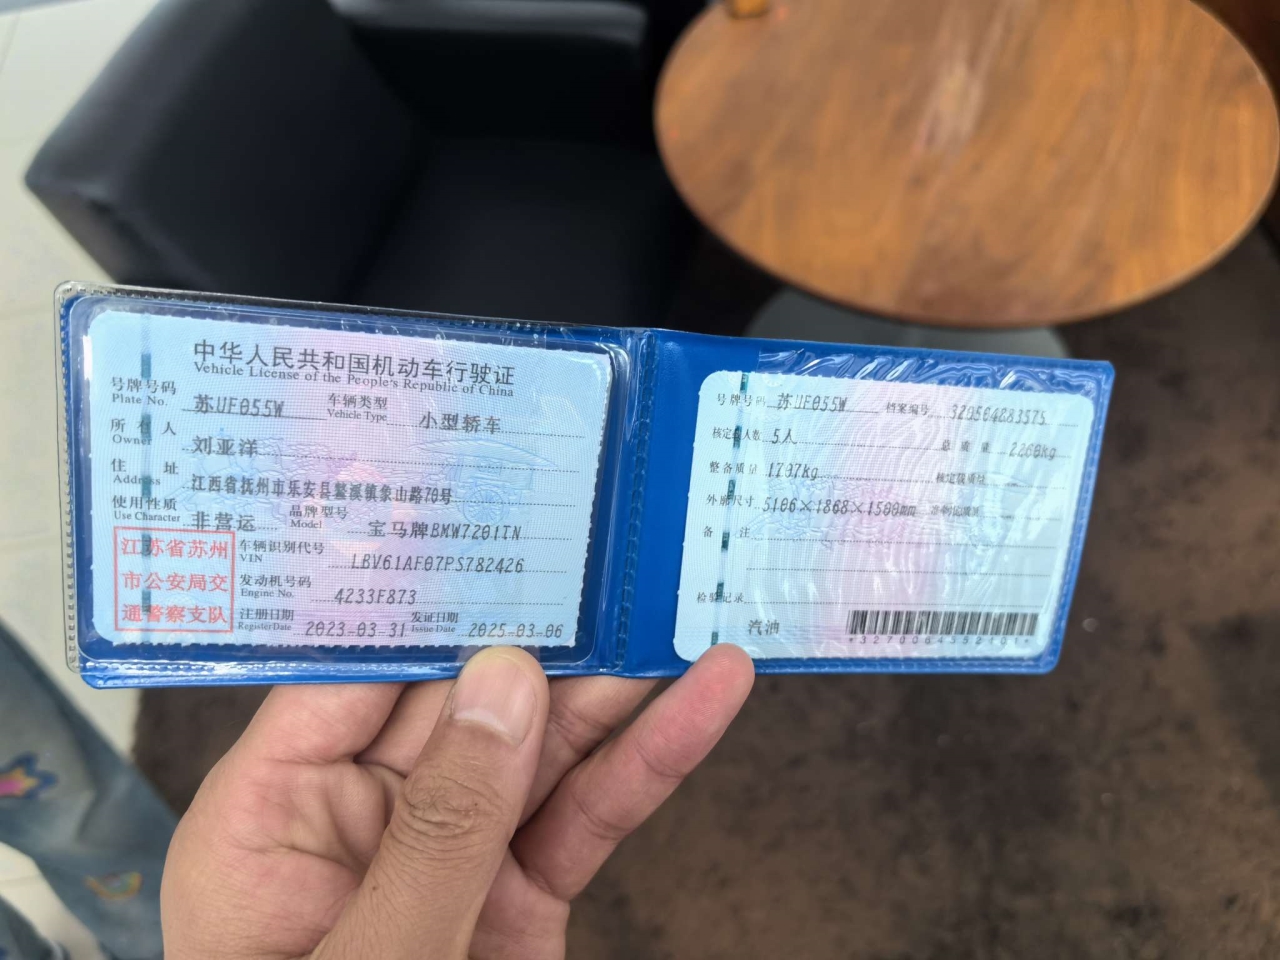 中华人民共和国机动车行驶证
Vehicle License of the People's Republic of China
号牌号码 苏UF055W 车辆类型 小型轿车
Plate No. Vehicle Type
所有人 刘亚洋
Owner
住址 江西省抚州市乐安县鳌溪镇象山路70号
Address
使用性质 非营运 品牌型号 宝马牌BMW7201TN
Use Character Model
江苏省苏州
市公安局交
通警察支队
车辆识别代号 LBV61AF07PS782426
VIN
发动机号码 4233F873
Engine No.
注册日期 2023-03-31 发证日期 2025-03-06
Register Date Issue Date
号牌号码 苏UF055W 档案编号 320504883575
核定载人数 5人 总质量 2260kg
整备质量 1707kg 核定载质量
外廓尺寸 5106×1868×1500mm 准牵引总质量
备注
检验记录
汽油